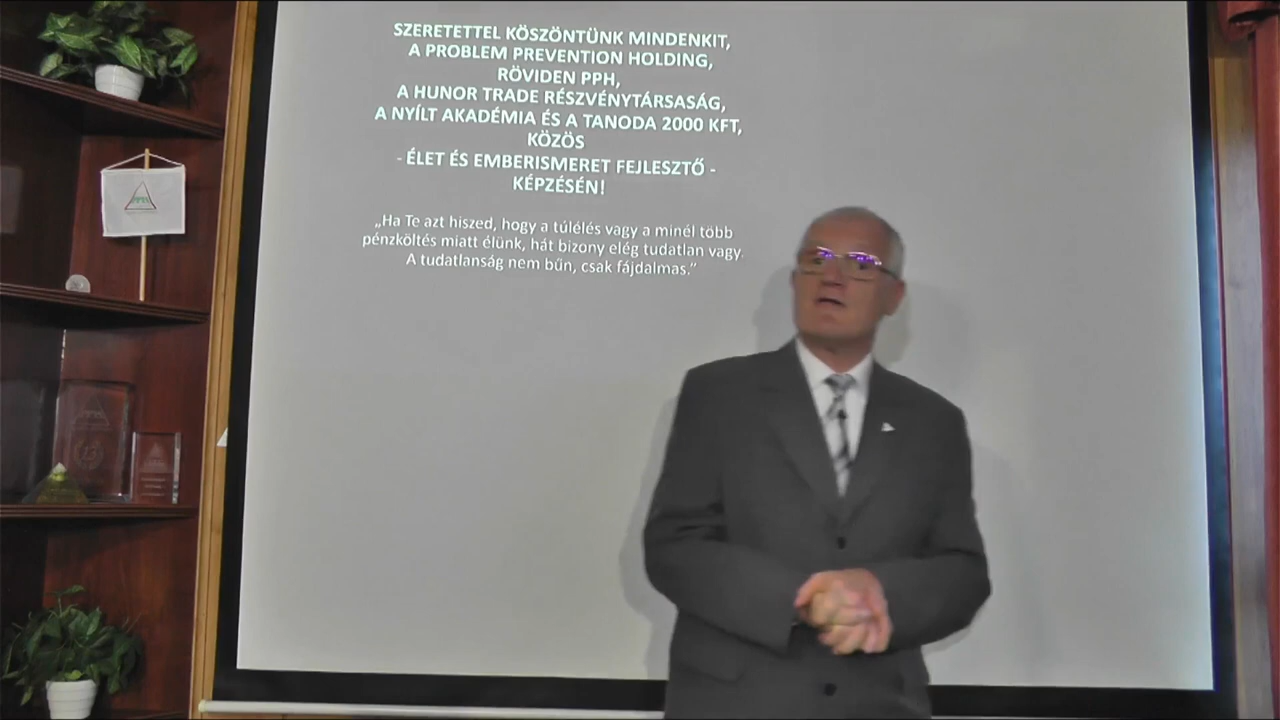 SZERETETTEL KÖSZÖNTÜNK MINDENKIT,
A PROBLEM PREVENTION HOLDING,
RÖVIDEN PPH,
A HUNOR TRADE RÉSZVÉNYTÁRSASÁG,
A NYÍLT AKADÉMIA ÉS A TANODA 2000 KFT,
KÖZÖS
- ÉLET ÉS EMBERISMERET FEJLESZTŐ -
KÉPZÉSÉN!
„Ha Te azt hiszed, hogy a túlélés vagy a minél több
pénzköltés miatt élünk, hát bizony elég tudatlan vagy.
A tudatlanság nem bűn, csak fájdalmas.”
PPH
13